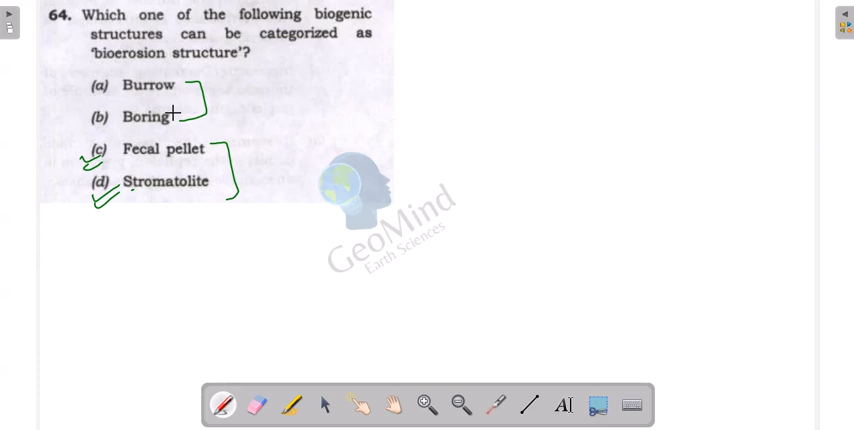 64. Which one of the following biogenic
structures can be categorized as
'bioerosion structure'?
(a) Burrow
(b) Boring
(c) Fecal pellet
(d) Stromatolite
GeoMind
Earth Sciences
A